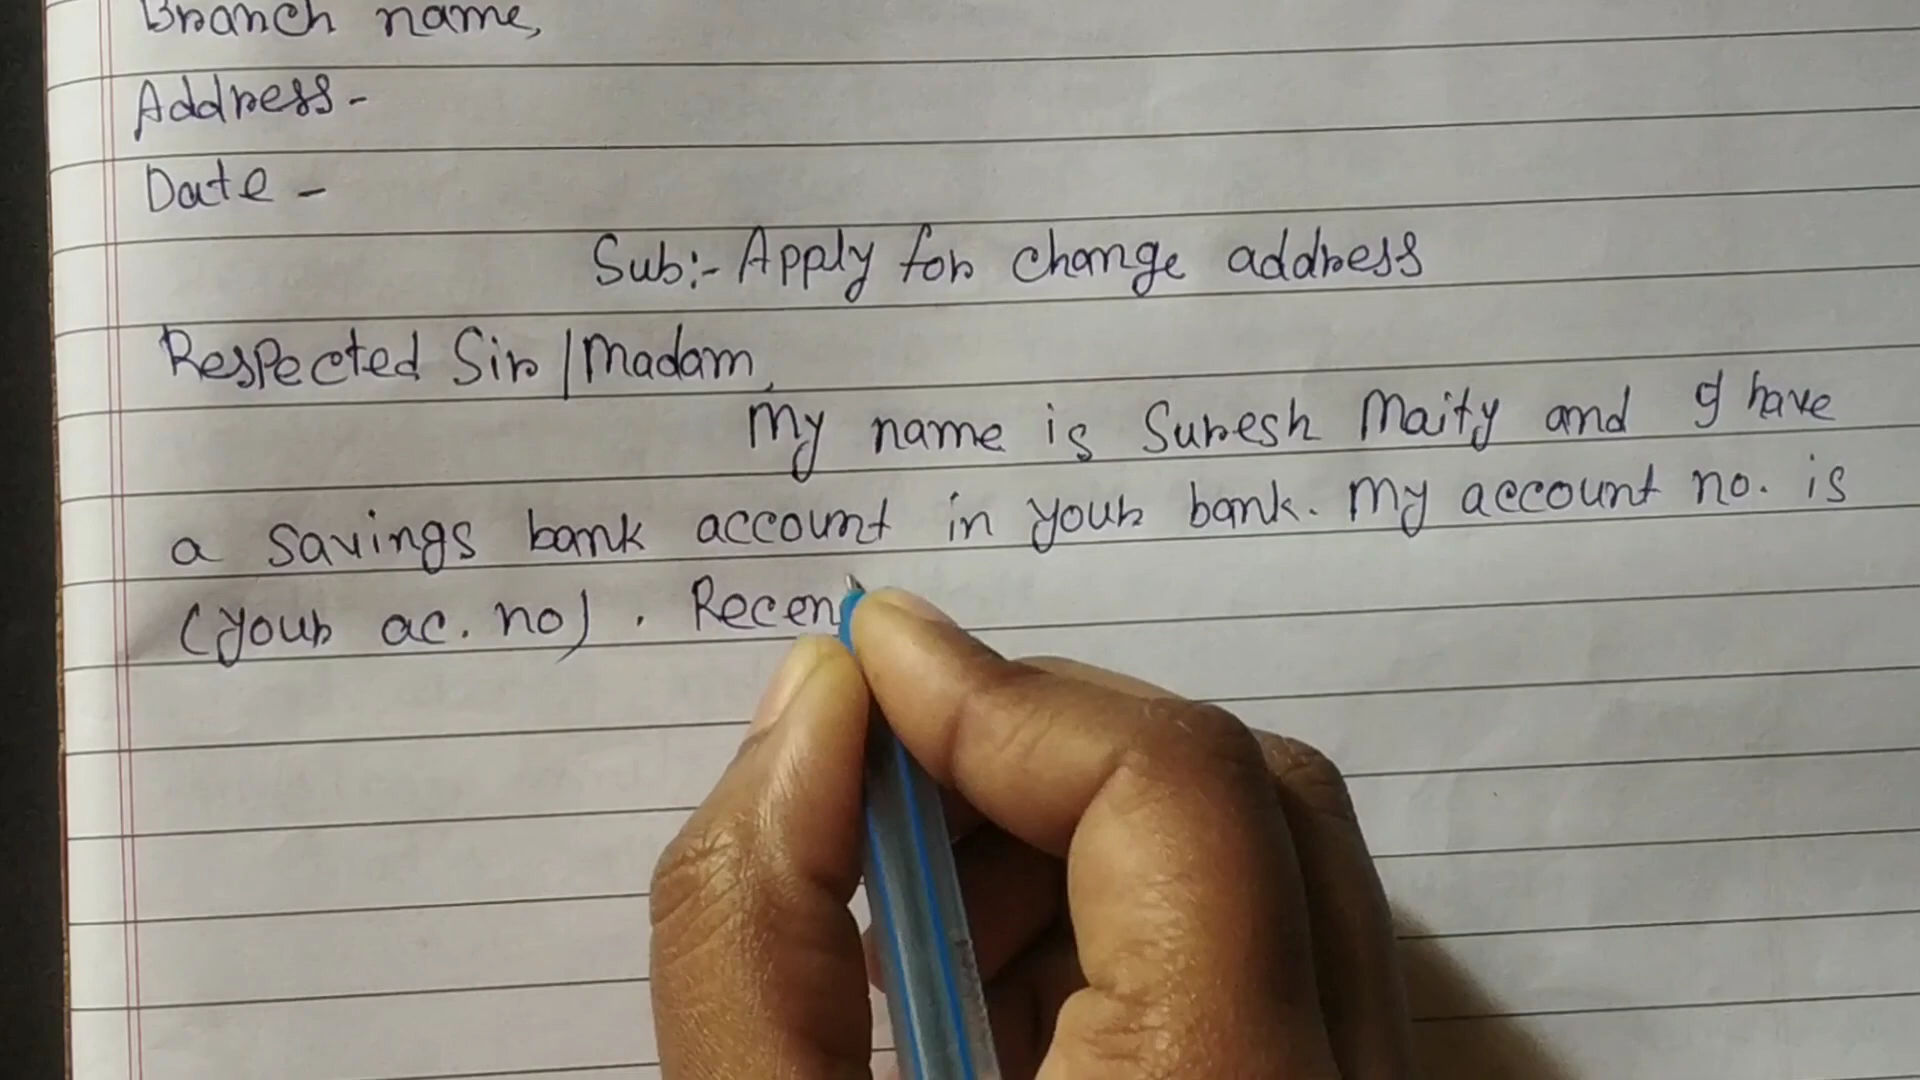 Branch name,
Address-
Date -
Sub:- Apply for change address
Respected Sir/Madam,
My name is Suresh Maity and I have
a savings bank account in your bank. My account no. is
(your ac. no). Recen